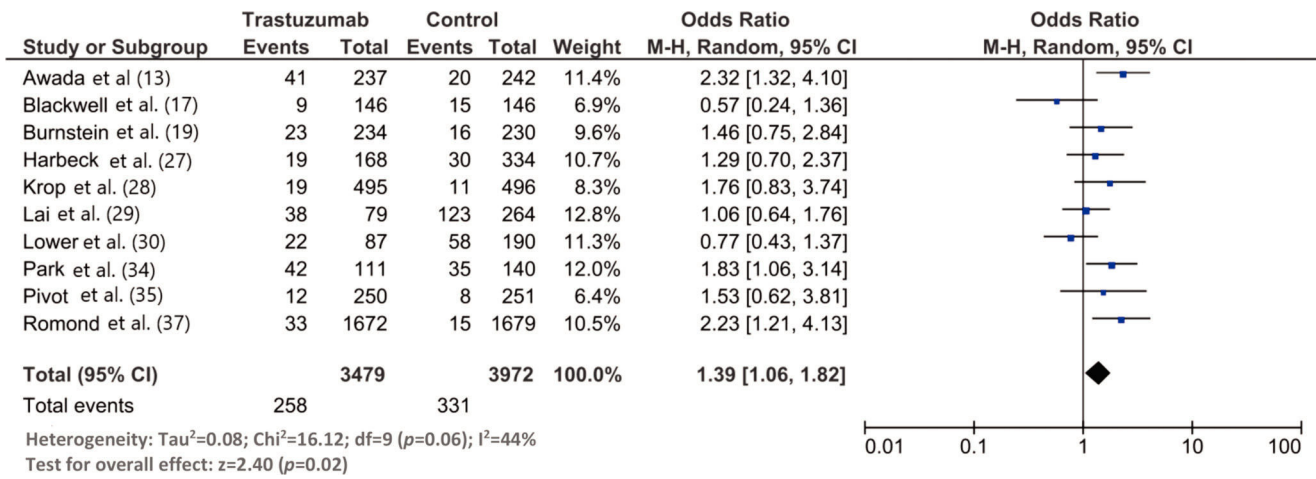 Trastuzumab Control Odds Ratio Odds Ratio
Study or Subgroup Events Total Events Total Weight M-H, Random, 95% CI M-H, Random, 95% CI
Awada et al (13) 41 237 20 242 11.4% 2.32 [1.32, 4.10]
Blackwell et al. (17) 9 146 15 146 6.9% 0.57 [0.24, 1.36]
Burnstein et al. (19) 23 234 16 230 9.6% 1.46 [0.75, 2.84]
Harbeck et al. (27) 19 168 30 334 10.7% 1.29 [0.70, 2.37]
Krop et al. (28) 19 495 11 496 8.3% 1.76 [0.83, 3.74]
Lai et al. (29) 38 79 123 264 12.8% 1.06 [0.64, 1.76]
Lower et al. (30) 22 87 58 190 11.3% 0.77 [0.43, 1.37]
Park et al. (34) 42 111 35 140 12.0% 1.83 [1.06, 3.14]
Pivot et al. (35) 12 250 8 251 6.4% 1.53 [0.62, 3.81]
Romond et al. (37) 33 1672 15 1679 10.5% 2.23 [1.21, 4.13]
Total (95% CI) 3479 3972 100.0% 1.39 [1.06, 1.82]
Total events 258 331
Heterogeneity: Tau²=0.08; Chi²=16.12; df=9 (p=0.06); I²=44%
Test for overall effect: z=2.40 (p=0.02)
0.01 0.1 1 10 100